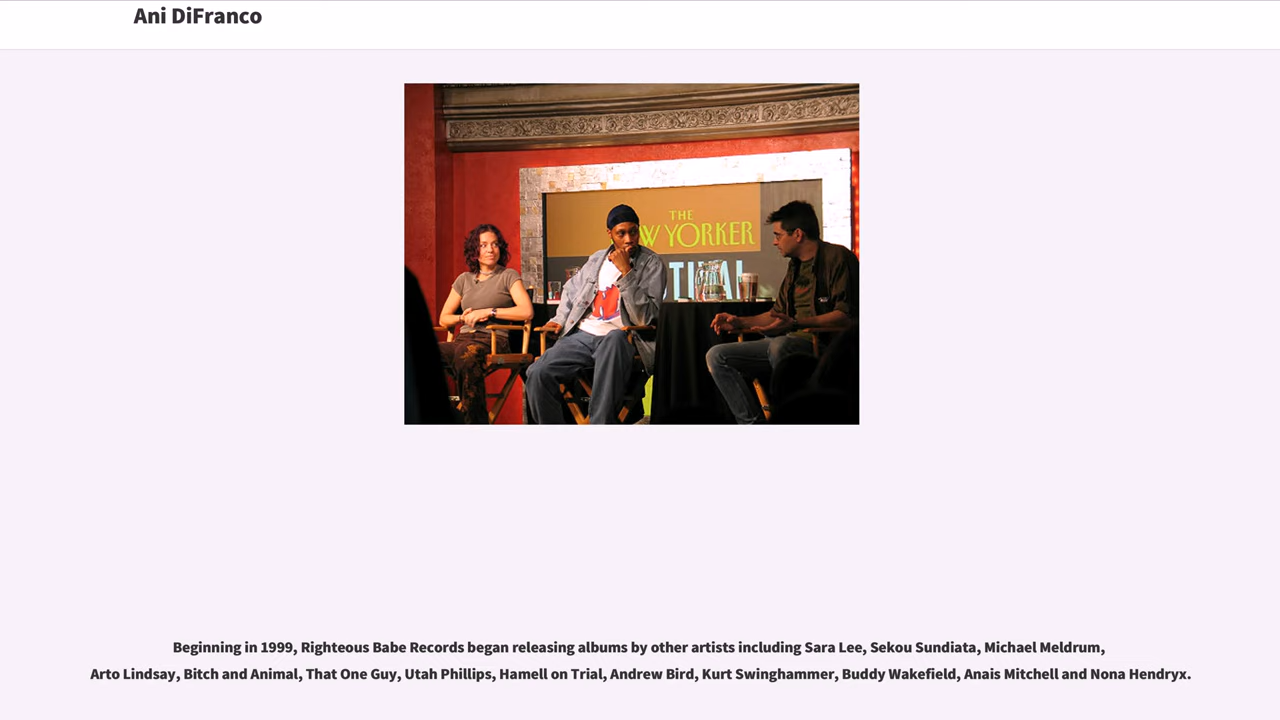 Ani DiFranco
THE
W YORKER
TIVAL
Beginning in 1999, Righteous Babe Records began releasing albums by other artists including Sara Lee, Sekou Sundiata, Michael Meldrum,
Arto Lindsay, Bitch and Animal, That One Guy, Utah Phillips, Hamell on Trial, Andrew Bird, Kurt Swinghammer, Buddy Wakefield, Anais Mitchell and Nona Hendryx.